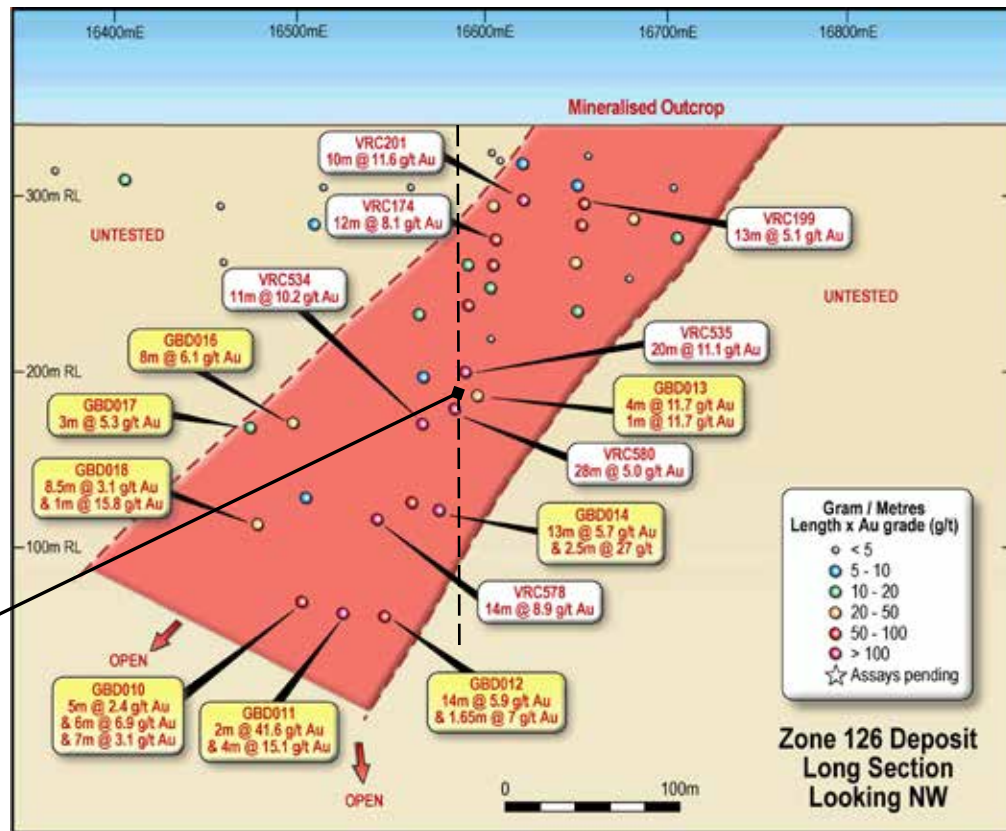 16400mE
16500mE
16600mE
16700mE
16800mE
Mineralised Outcrop
VRC201
10m @ 11.6 g/t Au
300m RL
300m RL
VRC174
12m @ 8.1 g/t Au
VRC199
13m @ 5.1 g/t Au
UNTESTED
VRC534
11m @ 10.2 g/t Au
UNTESTED
GBD016
8m @ 6.1 g/t Au
VRC535
20m @ 11.1 g/t Au
200m RL
200m RL
GBD017
3m @ 5.3 g/t Au
GBD013
4m @ 11.7 g/t Au
1m @ 11.7 g/t Au
VRC580
28m @ 5.0 g/t Au
GBD018
8.5m @ 3.1 g/t Au
& 1m @ 15.8 g/t Au
GBD014
13m @ 5.7 g/t Au
& 2.5m @ 27 g/t
100m RL
100m RL
VRC578
14m @ 8.9 g/t Au
Gram / Metres
Length x Au grade (g/t)
< 5
5 - 10
10 - 20
20 - 50
50 - 100
> 100
Assays pending
OPEN
GBD010
5m @ 2.4 g/t Au
& 6m @ 6.9 g/t Au
& 7m @ 3.1 g/t Au
GBD011
2m @ 41.6 g/t Au
& 4m @ 15.1 g/t Au
GBD012
14m @ 5.9 g/t Au
& 1.65m @ 7 g/t Au
OPEN
0
100m
Zone 126 Deposit
Long Section
Looking NW